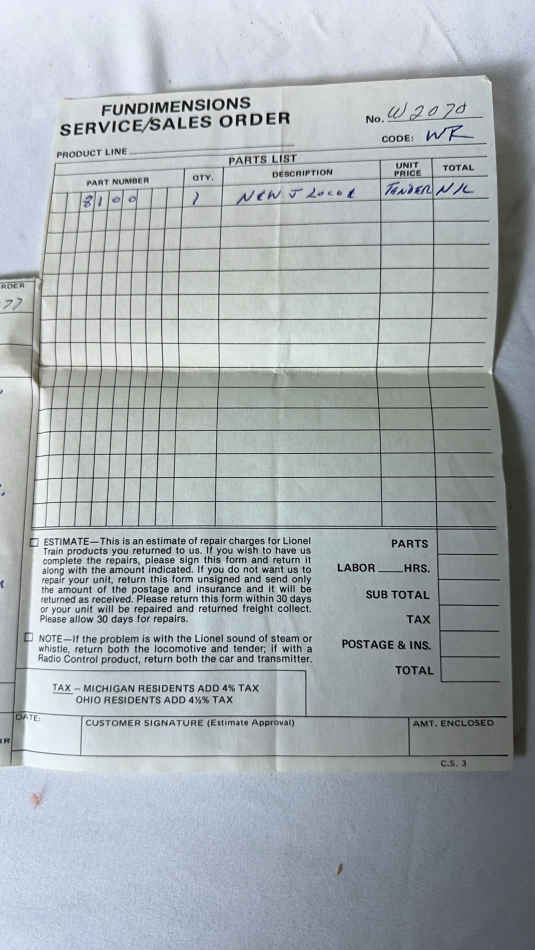 FUNDIMENSIONS
SERVICE/SALES ORDER
No. W2070
CODE: WR
PRODUCT LINE
PARTS LIST
PART NUMBER QTY. DESCRIPTION UNIT PRICE TOTAL
8100 1 NEW J LOCO & TENDER N/C
RDER
77
ESTIMATE—This is an estimate of repair charges for Lionel
Train products you returned to us. If you wish to have us
complete the repairs, please sign this form and return it
along with the amount indicated. If you do not want us to
repair your unit, return this form unsigned and send only
the amount of the postage and insurance and it will be
returned as received. Please return this form within 30 days
or your unit will be repaired and returned freight collect.
Please allow 30 days for repairs.
NOTE—If the problem is with the Lionel sound of steam or
whistle, return both the locomotive and tender; if with a
Radio Control product, return both the car and transmitter.
PARTS
LABOR ____HRS.
SUB TOTAL
TAX
POSTAGE & INS.
TOTAL
TAX – MICHIGAN RESIDENTS ADD 4% TAX
OHIO RESIDENTS ADD 4½% TAX
DATE:
CUSTOMER SIGNATURE (Estimate Approval)
AMT. ENCLOSED
C.S. 3